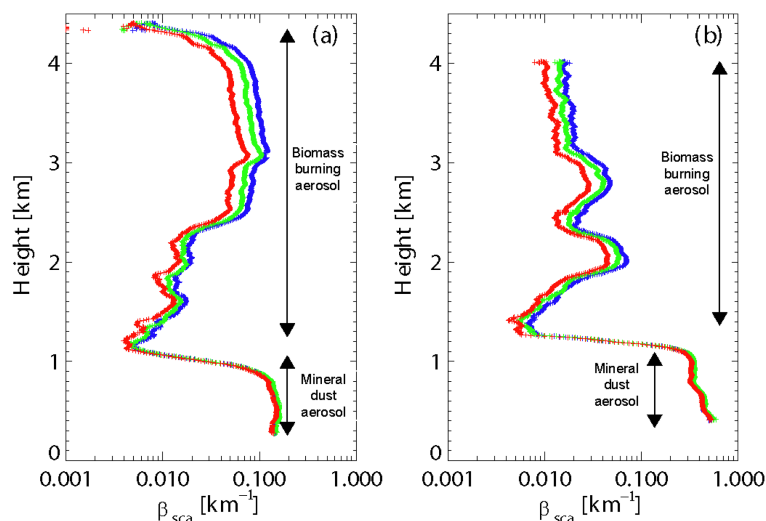 (a)
(b)
4
4
Biomass
burning
aerosol
Biomass
burning
aerosol
3
3
Height [km]
Height [km]
2
2
1
1
Mineral
dust
aerosol
Mineral
dust
aerosol
0
0
0.001 0.010 0.100 1.000
0.001 0.010 0.100 1.000
βsca [km⁻¹]
βsca [km⁻¹]